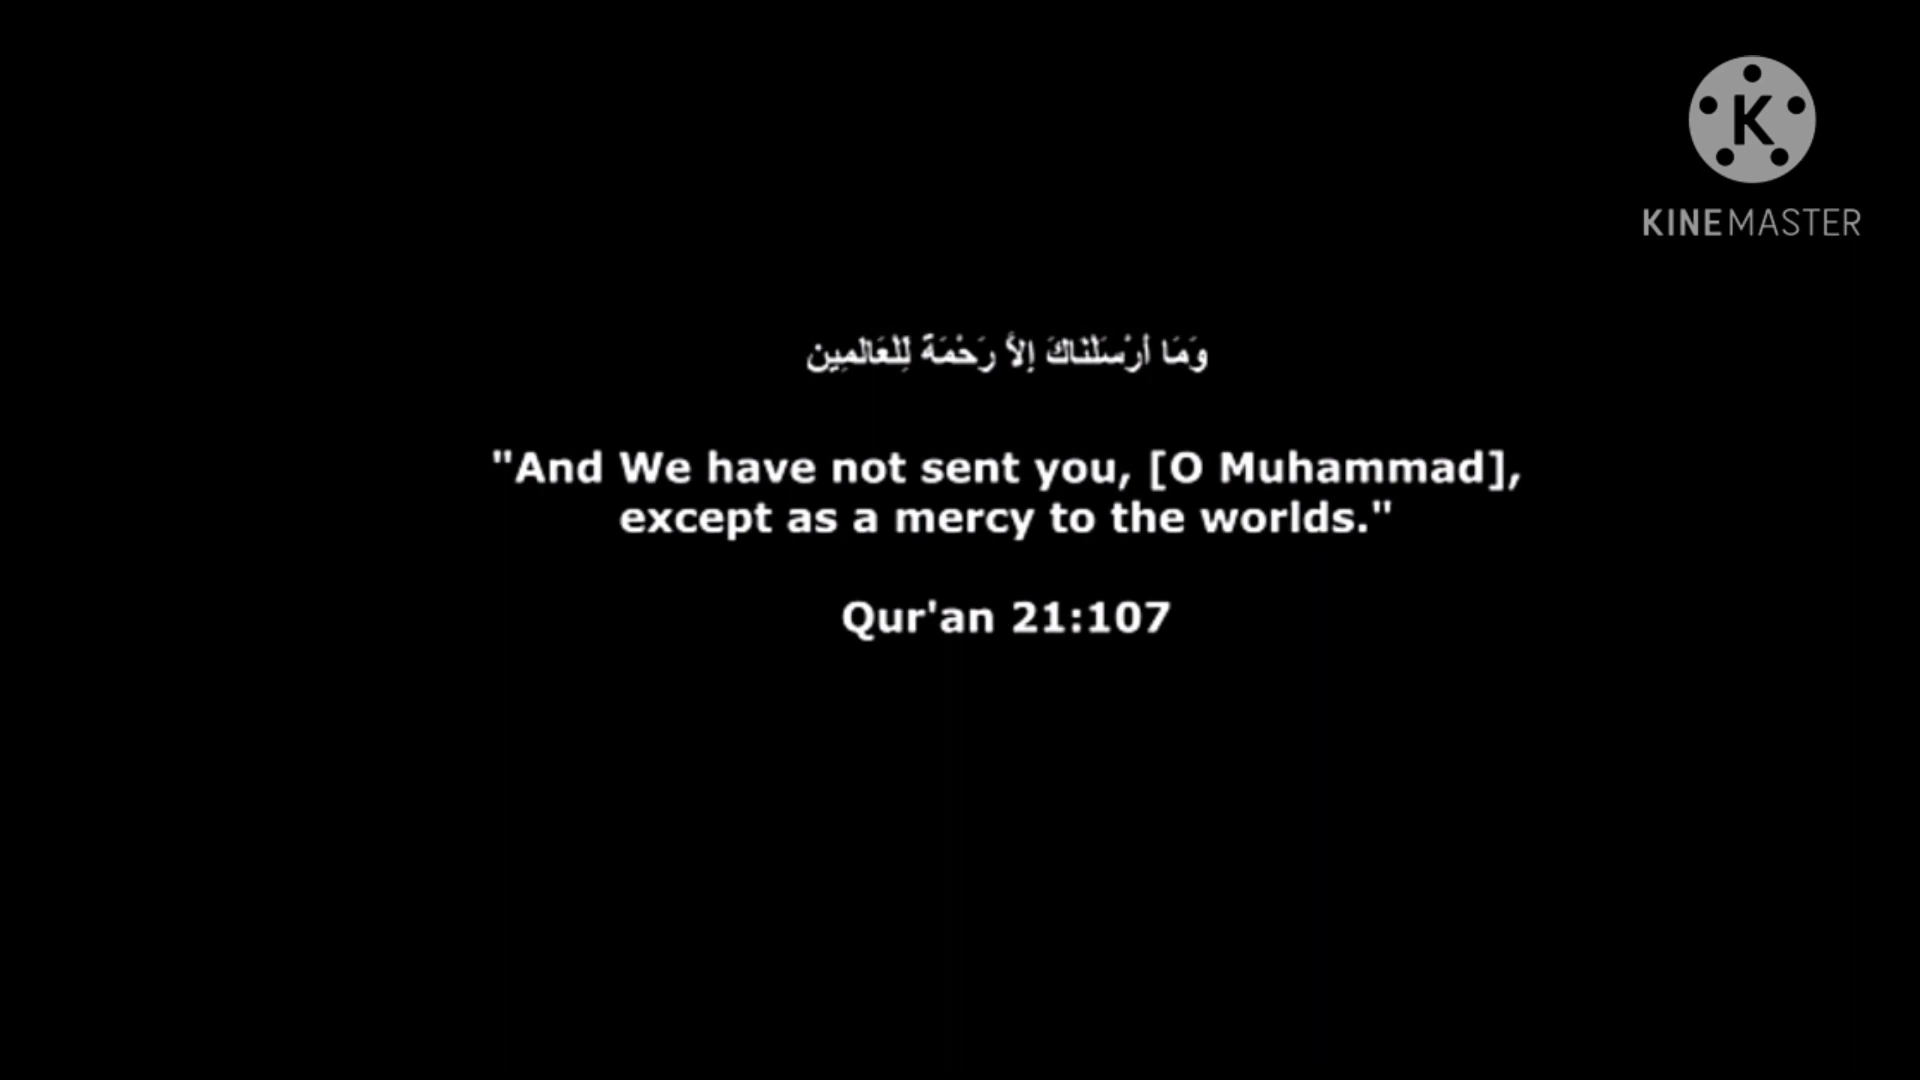 K
KINEMASTER
وَمَا أَرْسَلْنَاكَ إِلاَّ رَحْمَةً لِّلْعَالَمِين
"And We have not sent you, [O Muhammad],
except as a mercy to the worlds."
Qur'an 21:107